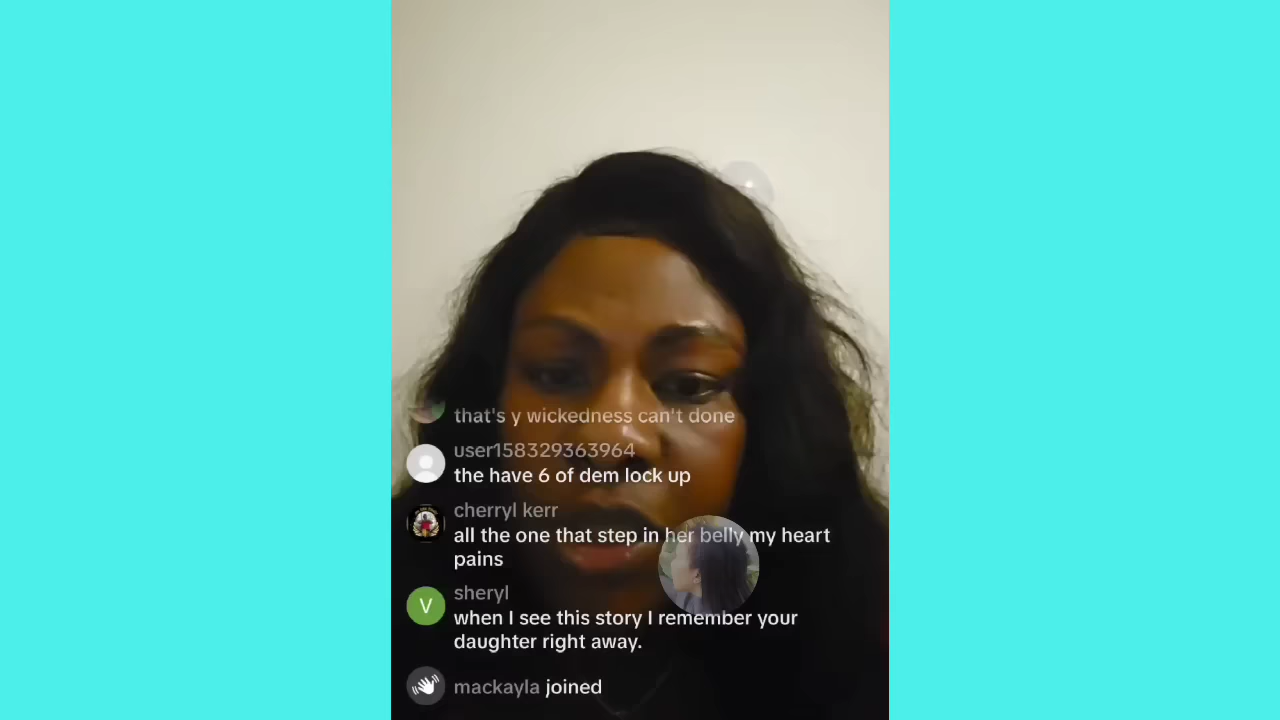 that's y wickedness can't done
user158329363964
the have 6 of dem lock up
cherryl kerr
all the one that step in her belly my heart
pains
V
sheryl
when I see this story I remember your
daughter right away.
mackayla joined